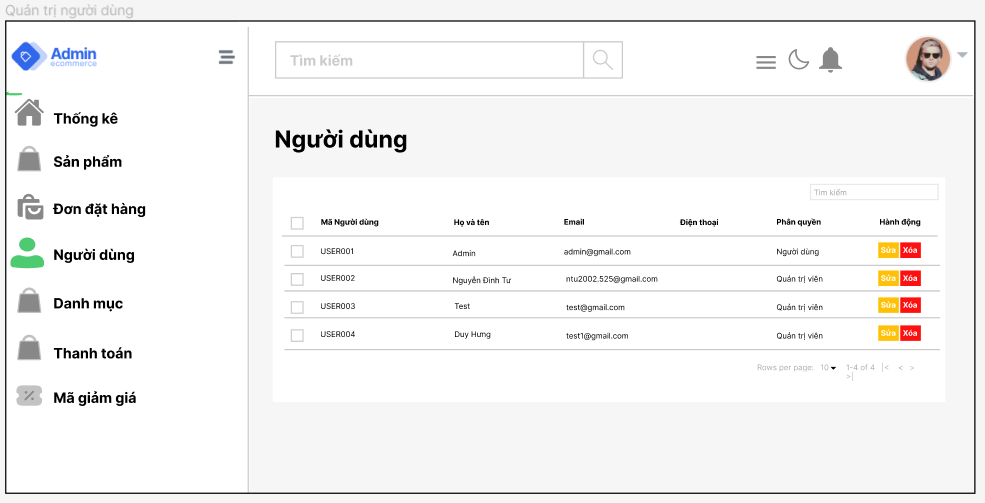 Quản trị người dùng
Admin
ecommerce
Tìm kiếm
Thống kê
Sản phẩm
Đơn đặt hàng
Người dùng
Danh mục
Thanh toán
Mã giảm giá
Người dùng
Tìm kiếm
Mã Người dùng Họ và tên Email Điện thoại Phân quyền Hành động
USER001 Admin admin@gmail.com Người dùng Sửa Xóa
USER002 Nguyễn Đình Tư ntu2002.525@gmail.com Quản trị viên Sửa Xóa
USER003 Test test@gmail.com Quản trị viên Sửa Xóa
USER004 Duy Hưng test1@gmail.com Quản trị viên Sửa Xóa
Rows per page: 10 1-4 of 4 |< < >
>|